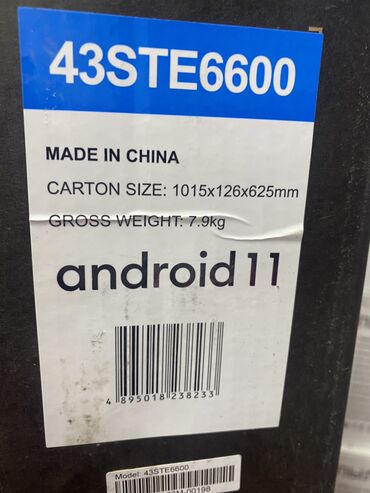 43STE6600
MADE IN CHINA
CARTON SIZE: 1015x126x625mm
GROSS WEIGHT: 7.9kg
android 11
4 895018 238233
Model: 43STE6600